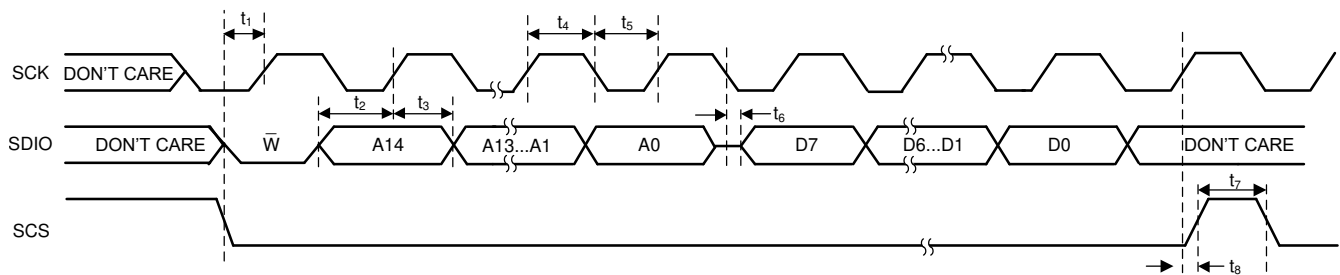 t1
t4
t5
SCK
DON'T CARE
t2
t3
t6
SDIO
DON'T CARE
W̅
A14
A13...A1
A0
D7
D6...D1
D0
DON'T CARE
t7
SCS
t8